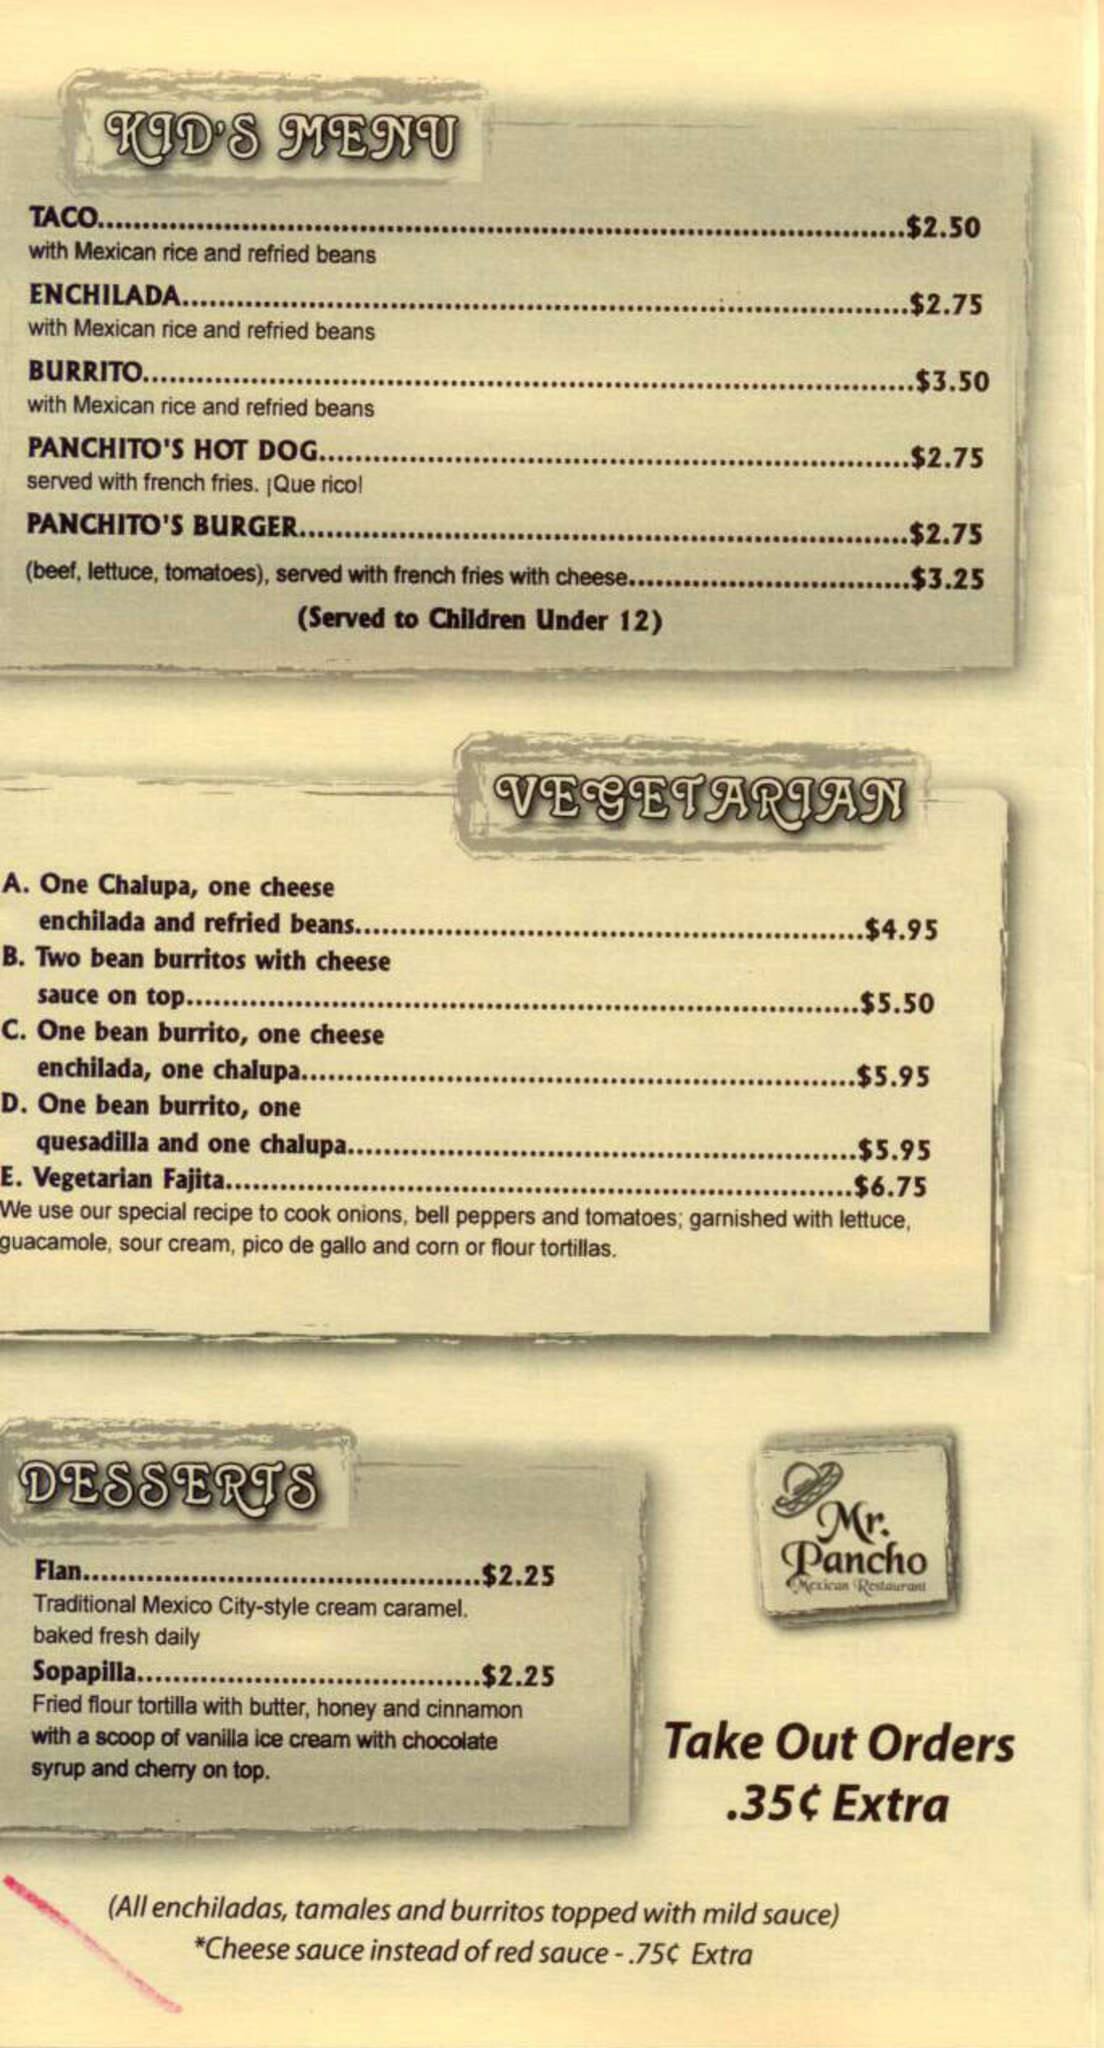 KID'S MENU
TACO..........$2.50
with Mexican rice and refried beans
ENCHILADA..........$2.75
with Mexican rice and refried beans
BURRITO..........$3.50
with Mexican rice and refried beans
PANCHITO'S HOT DOG..........$2.75
served with french fries. ¡Que rico!
PANCHITO'S BURGER..........$2.75
(beef, lettuce, tomatoes), served with french fries with cheese..........$3.25
(Served to Children Under 12)
VEGETARIAN
A. One Chalupa, one cheese
enchilada and refried beans..........$4.95
B. Two bean burritos with cheese
sauce on top..........$5.50
C. One bean burrito, one cheese
enchilada, one chalupa..........$5.95
D. One bean burrito, one
quesadilla and one chalupa..........$5.95
E. Vegetarian Fajita..........$6.75
We use our special recipe to cook onions, bell peppers and tomatoes; garnished with lettuce,
guacamole, sour cream, pico de gallo and corn or flour tortillas.
DESSERTS
Flan..........$2.25
Traditional Mexico City-style cream caramel.
baked fresh daily
Sopapilla..........$2.25
Fried flour tortilla with butter, honey and cinnamon
with a scoop of vanilla ice cream with chocolate
syrup and cherry on top.
Mr.
Pancho
Mexican Restaurant
Take Out Orders
.35¢ Extra
(All enchiladas, tamales and burritos topped with mild sauce)
*Cheese sauce instead of red sauce - .75¢ Extra